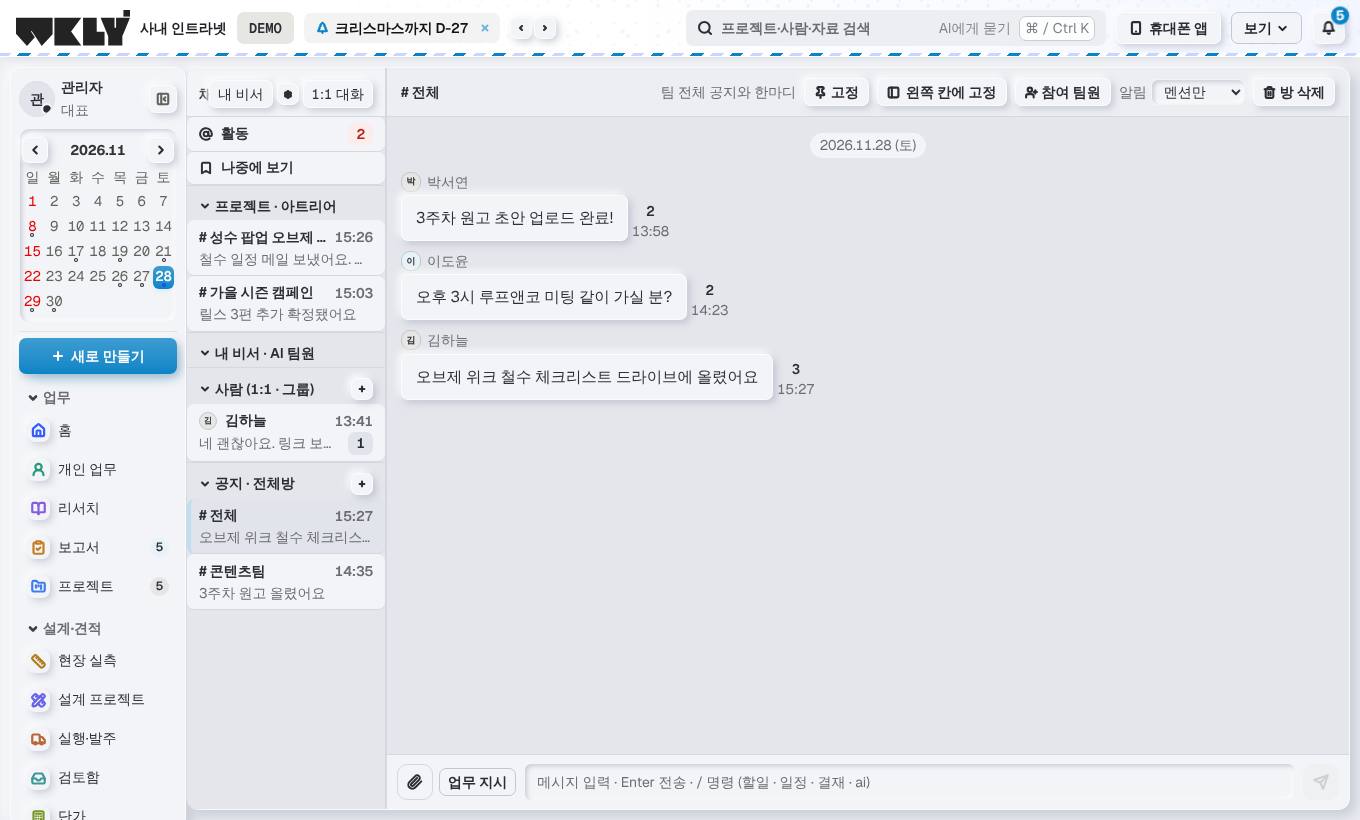 WKLY 사내 인트라넷 DEMO 크리스마스까지 D-27 × 프로젝트·사람·자료 검색 AI에게 묻기 ⌘ / Ctrl K 휴대폰 앱 보기 5
관 관리자
대표
2026.11
일 월 화 수 목 금 토
1 2 3 4 5 6 7
8 9 10 11 12 13 14
15 16 17 18 19 20 21
22 23 24 25 26 27 28
29 30
+ 새로 만들기
업무
홈
개인 업무
리서치
보고서 5
프로젝트 5
설계·견적
현장 실측
설계 프로젝트
실행·발주
검토함
단가
내 비서 1:1 대화
활동 2
나중에 보기
프로젝트 · 아트리어
# 성수 팝업 오브제 ... 15:26
철수 일정 메일 보냈어요. ...
# 가을 시즌 캠페인 15:03
릴스 3편 추가 확정됐어요
내 비서 · AI 팀원
사람 (1:1 · 그룹) +
김 김하늘 13:41
네 괜찮아요. 링크 보... 1
공지 · 전체방 +
# 전체 15:27
오브제 위크 철수 체크리스...
# 콘텐츠팀 14:35
3주차 원고 올렸어요
# 전체 팀 전체 공지와 한마디 고정 왼쪽 칸에 고정 참여 팀원 알림 멘션만 방 삭제
2026.11.28 (토)
박 박서연
3주차 원고 초안 업로드 완료! 2
13:58
이 이도윤
오후 3시 루프앤코 미팅 같이 가실 분? 2
14:23
김 김하늘
오브제 위크 철수 체크리스트 드라이브에 올렸어요 3
15:27
업무 지시 메시지 입력 · Enter 전송 · / 명령 (할일 · 일정 · 결재 · ai)